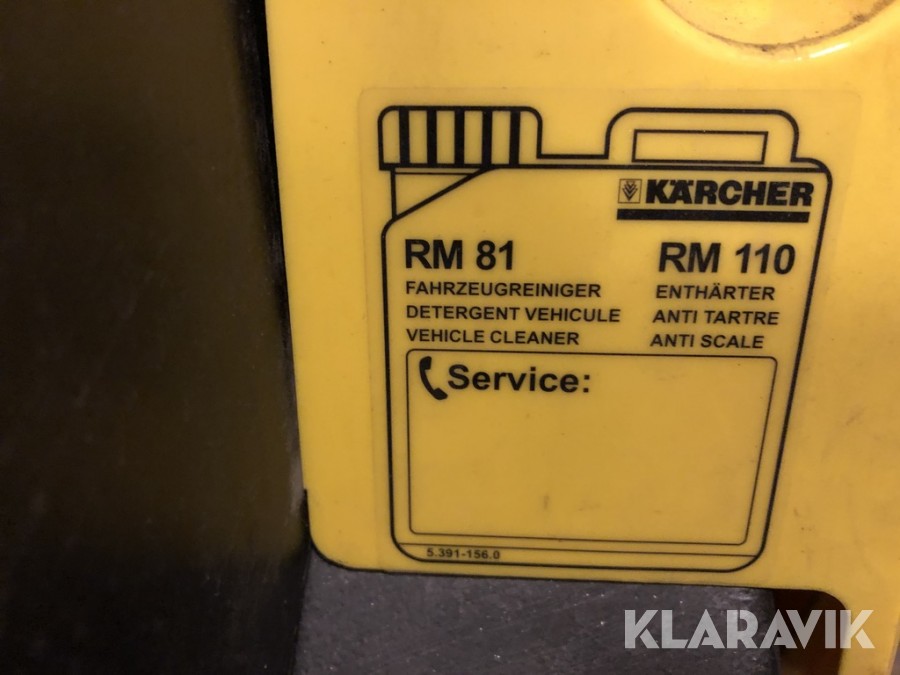 KÄRCHER
RM 81
FAHRZEUGREINIGER
DETERGENT VEHICULE
VEHICLE CLEANER
RM 110
ENTHÄRTER
ANTI TARTRE
ANTI SCALE
Service:
5.391-156.0
KLARAVIK